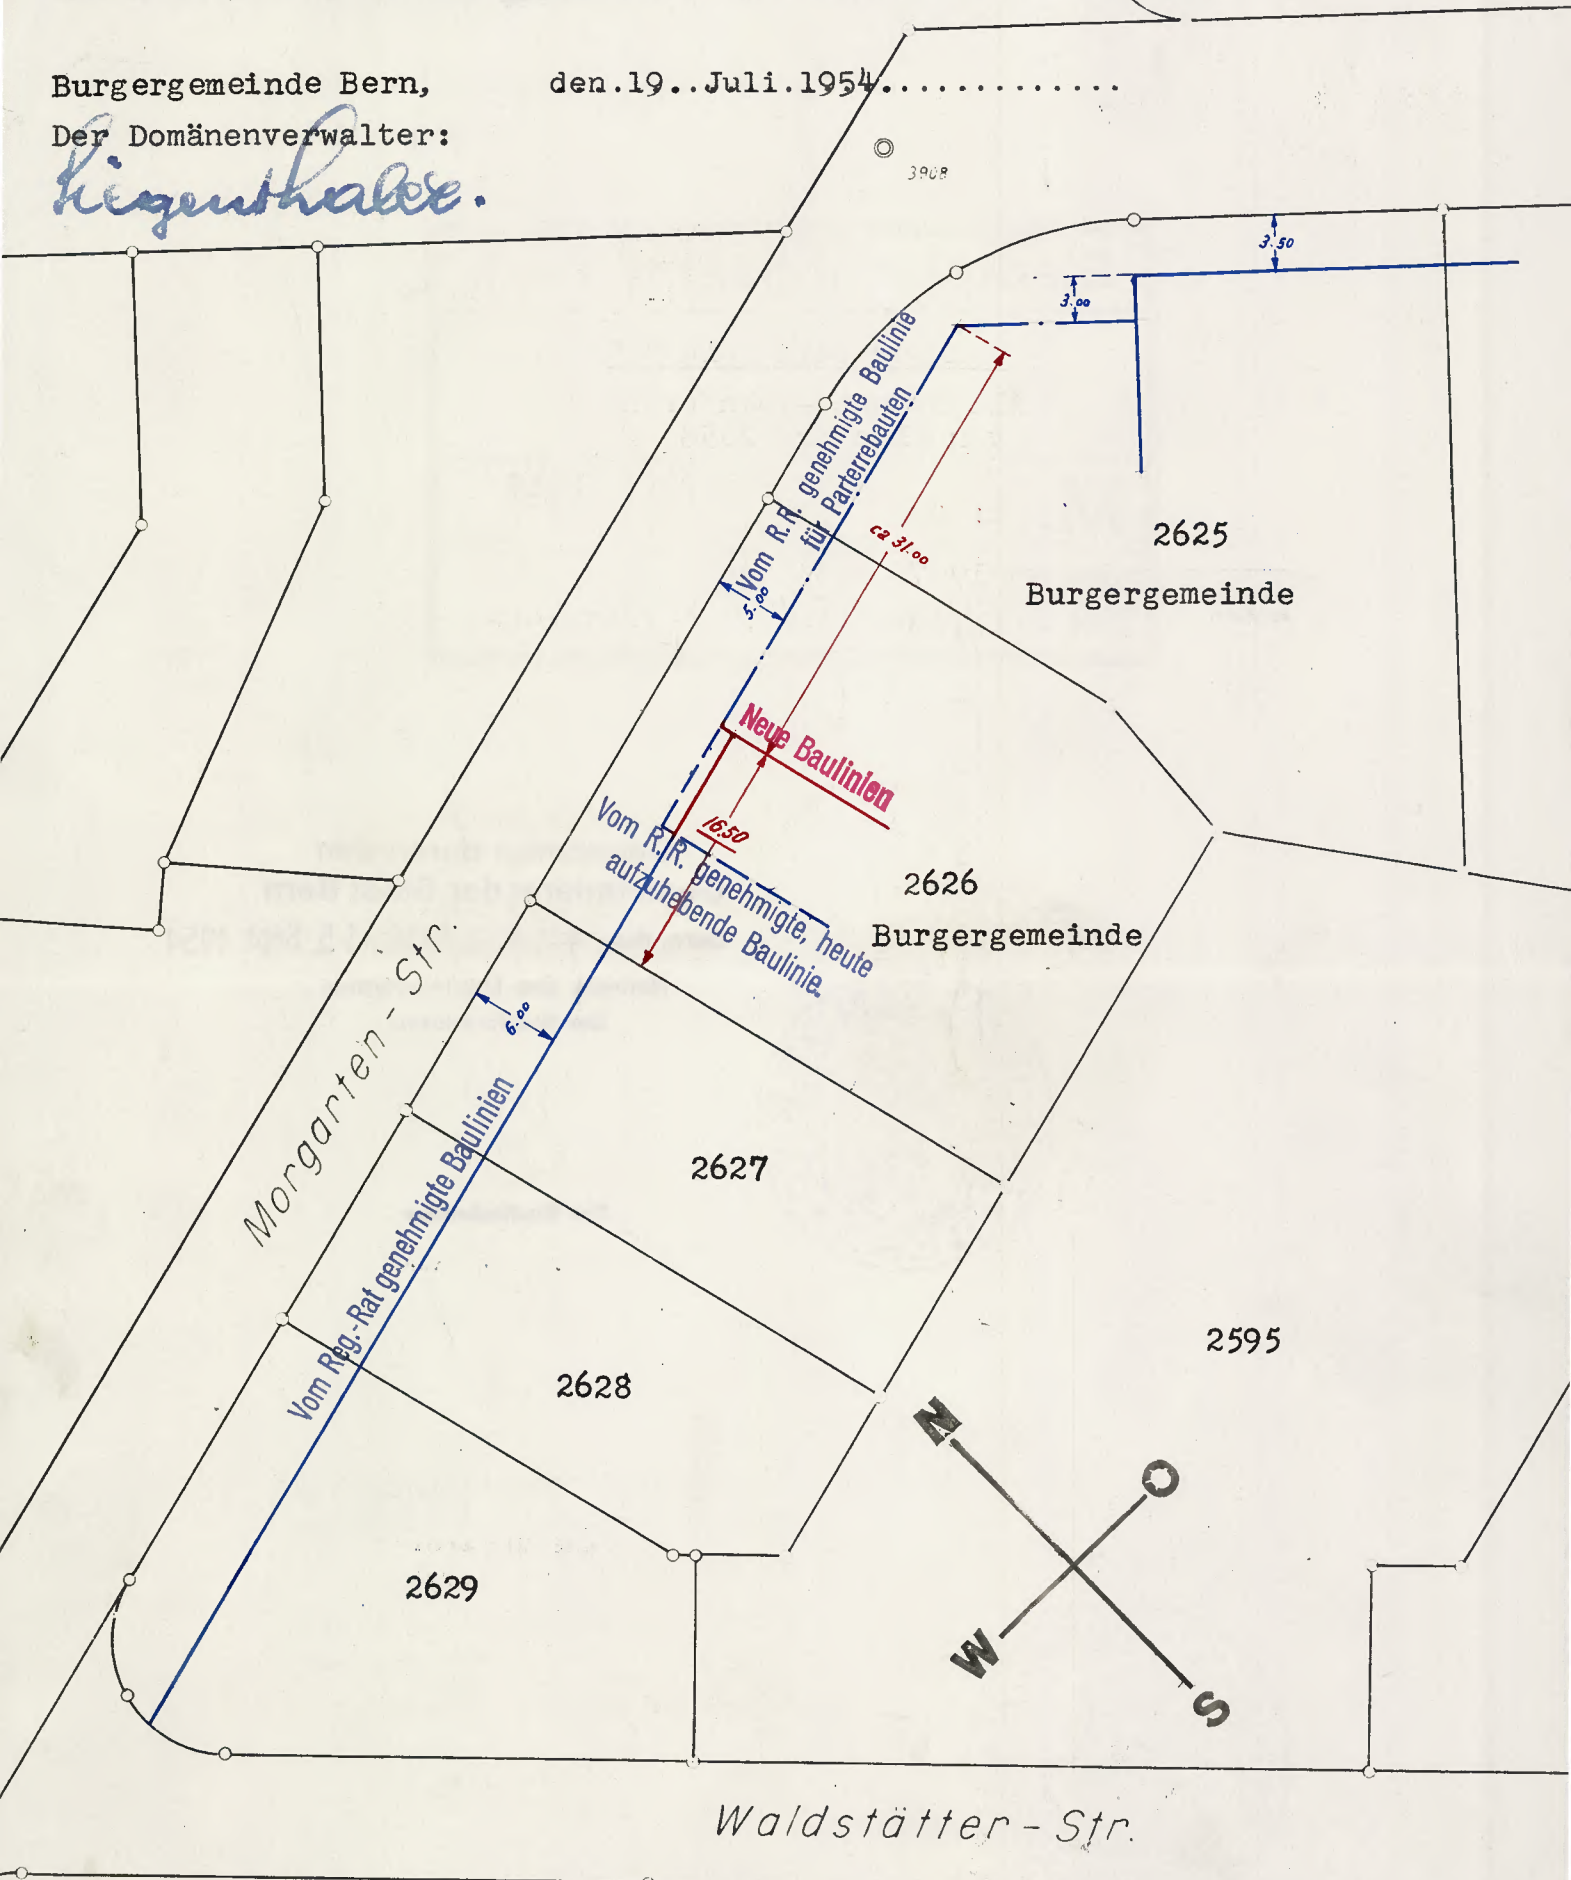 Burgergemeinde Bern, den.19..Juli.1954.............
Der Domänenverwalter:
3908
3.50
3.00
Vom R.R. genehmigte Baulinie
für Parterrebauten
ca 31.00
2625
Burgergemeinde
5.00
Neue Baulinien
16.50
Vom R.R. genehmigte, heute
aufzuhebende Baulinie.
2626
Burgergemeinde
Morgarten-Str.
6.00
Vom Reg.-Rat genehmigte Baulinien
2627
2628
2595
2629
N
O
W
S
Waldstätter-Str.